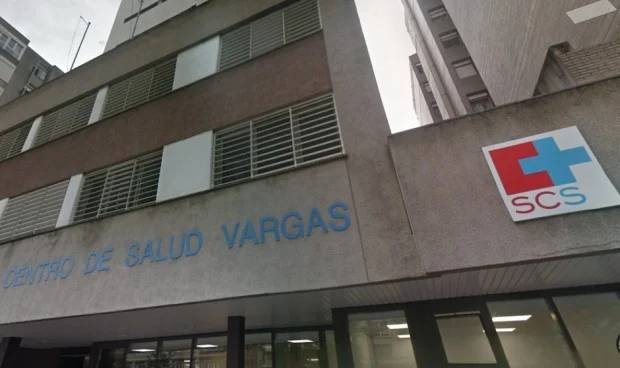 CENTRO DE SALUD VARGAS
SCS